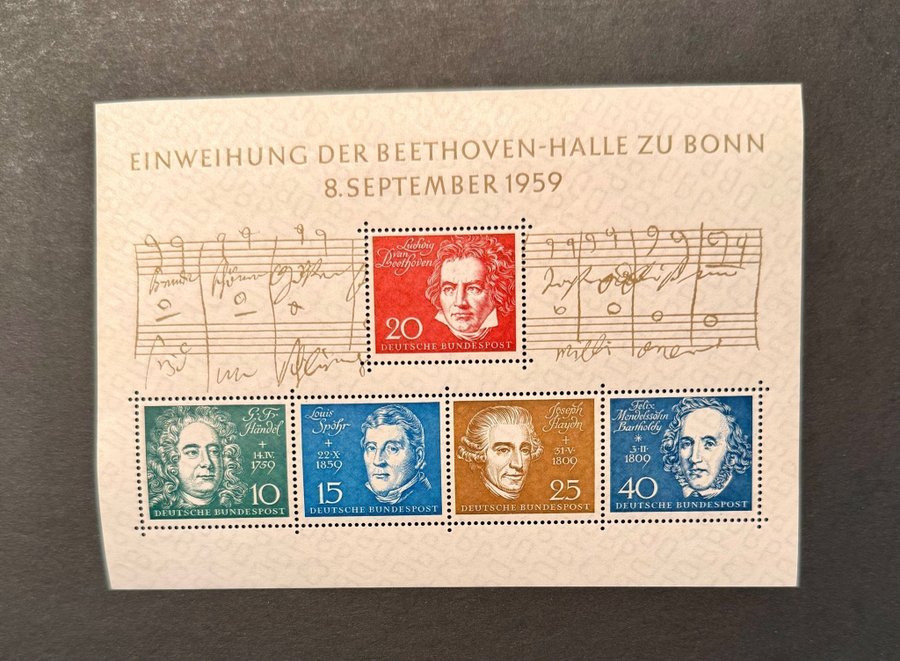 EINWEIHUNG DER BEETHOVEN-HALLE ZU BONN
8. SEPTEMBER 1959
Ludwig
van
Beethoven
20
DEUTSCHE BUNDESPOST
G. Fr.
Händel
+
14·IV·
1759
10
DEUTSCHE BUNDESPOST
Louis
Spohr
+
22·X·
1859
15
DEUTSCHE BUNDESPOST
Joseph
Haydn
+
31·V·
1809
25
DEUTSCHE BUNDESPOST
Felix
Mendelssohn
Bartholdy
*
3·II·
1809
40
DEUTSCHE BUNDESPOST